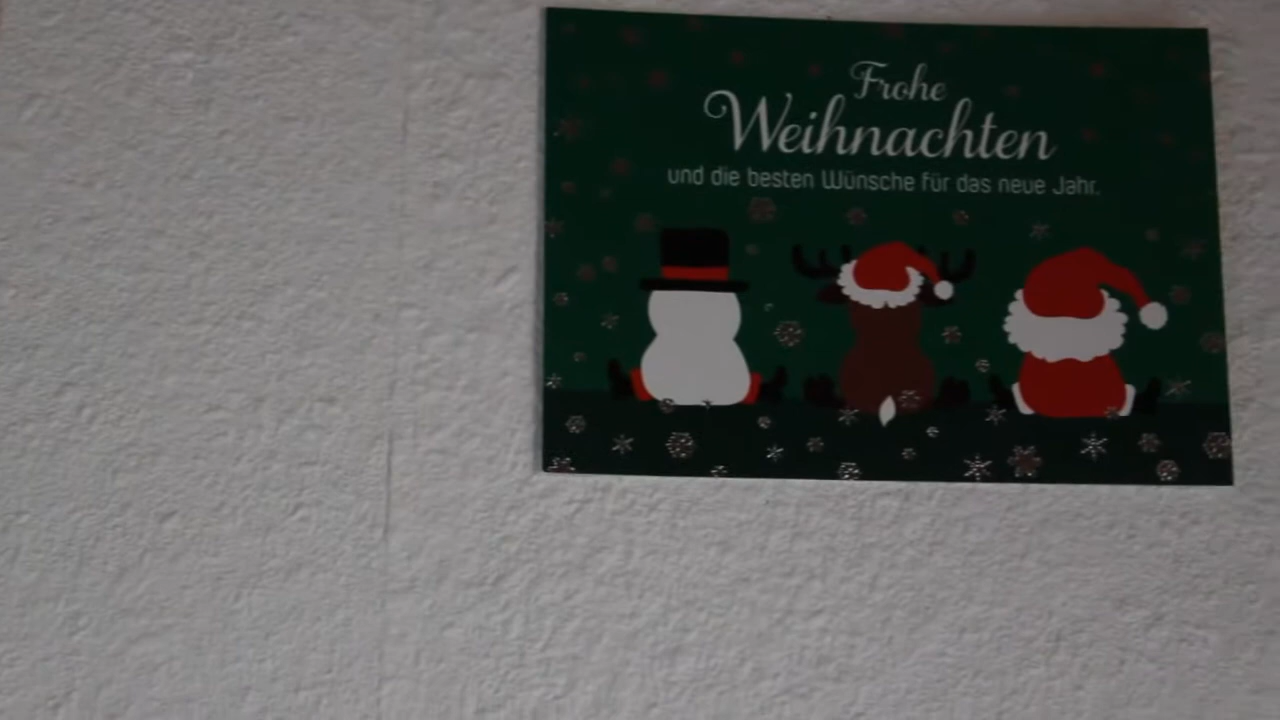 Frohe
Weihnachten
und die besten Wünsche für das neue Jahr.